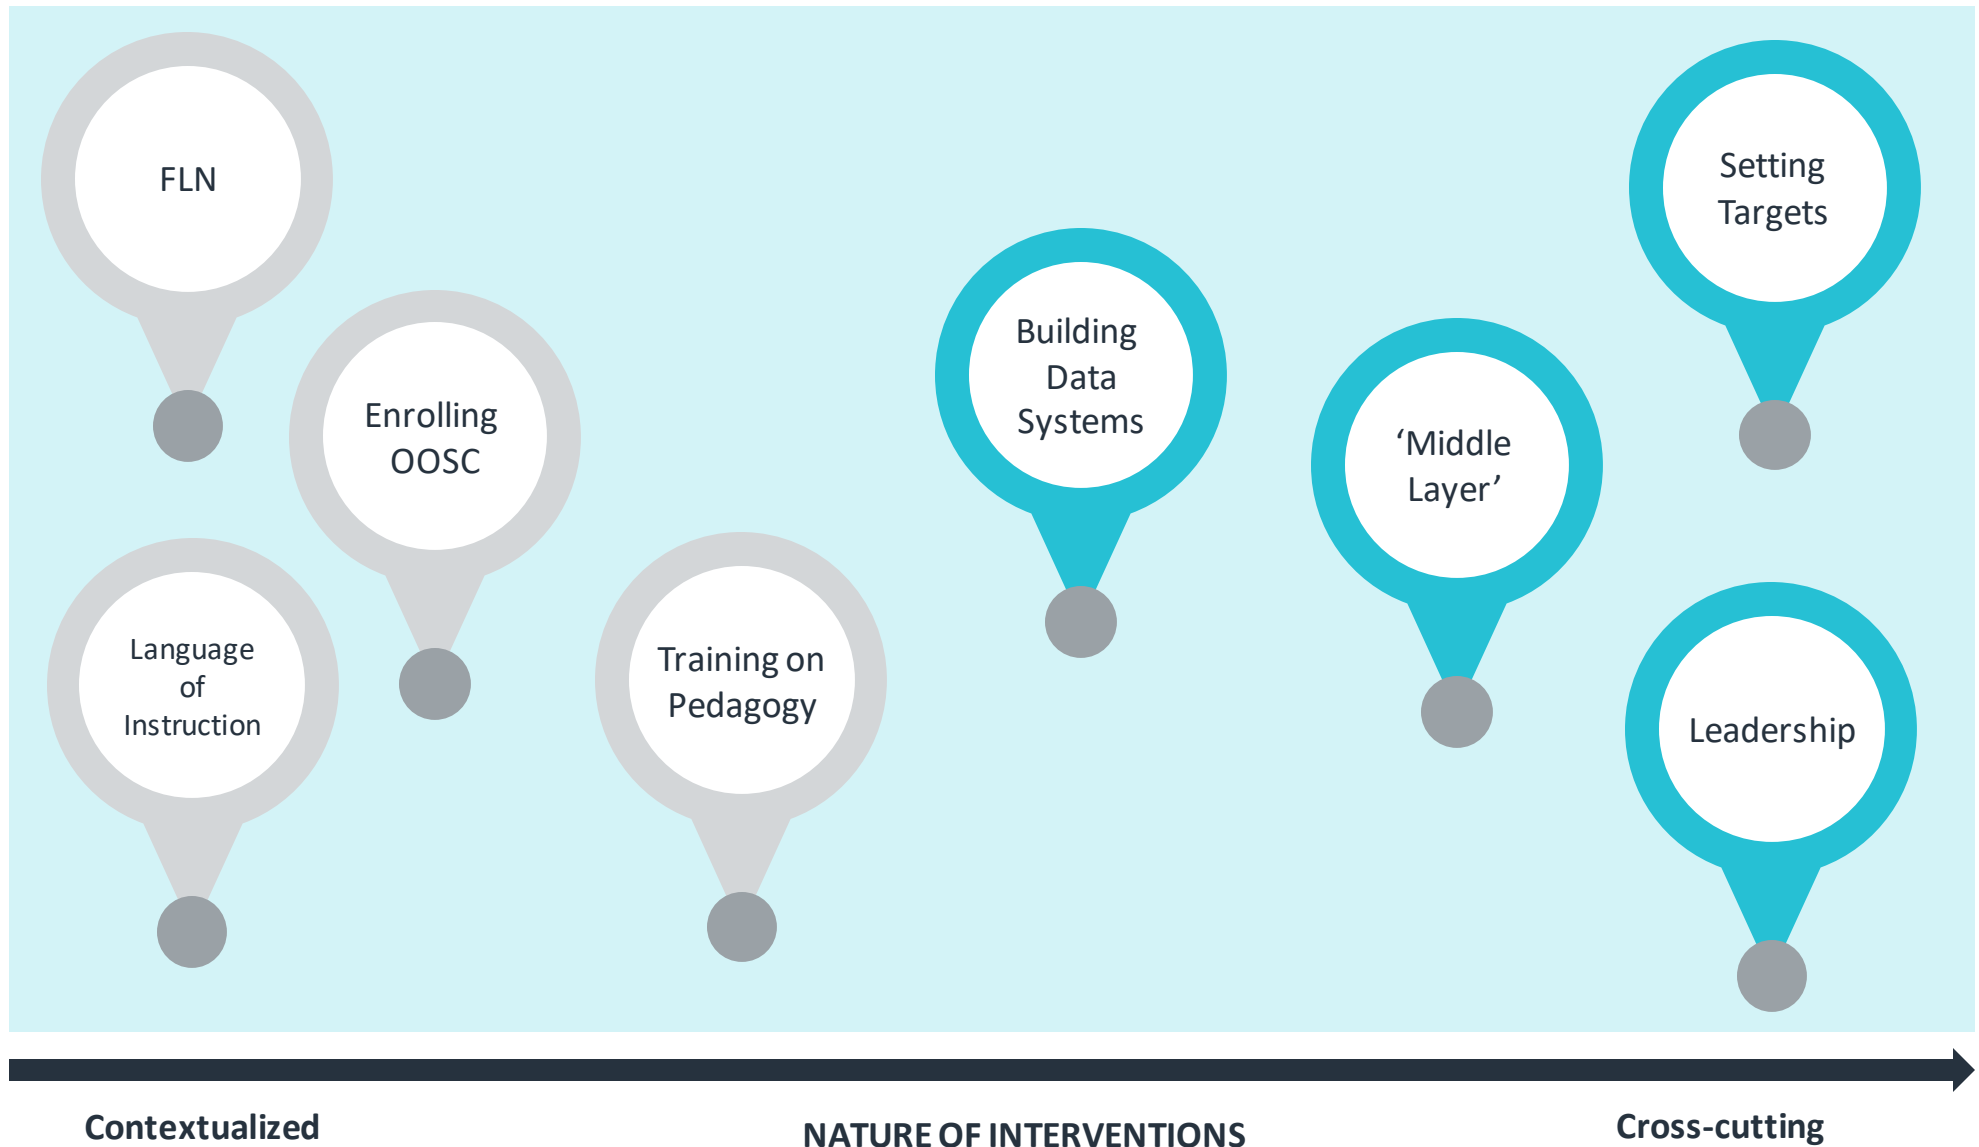 FLN
Setting
Targets
Enrolling
OOSC
Building
Data
Systems
‘Middle
Layer’
Language
of
Instruction
Training on
Pedagogy
Leadership
Contextualized
NATURE OF INTERVENTIONS
Cross-cutting